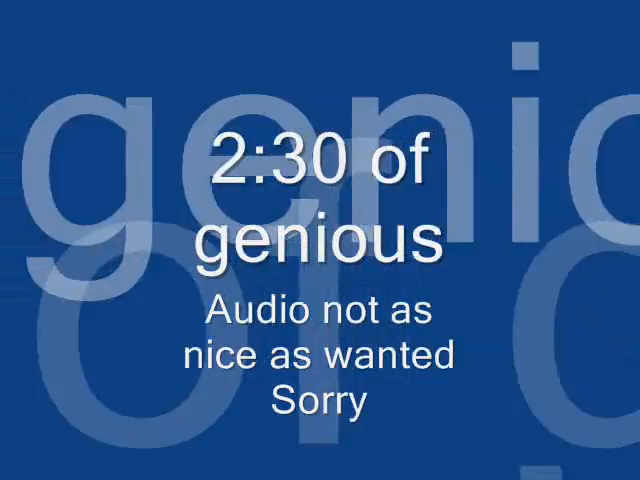 2:30 of
genious
Audio not as
nice as wanted
Sorry